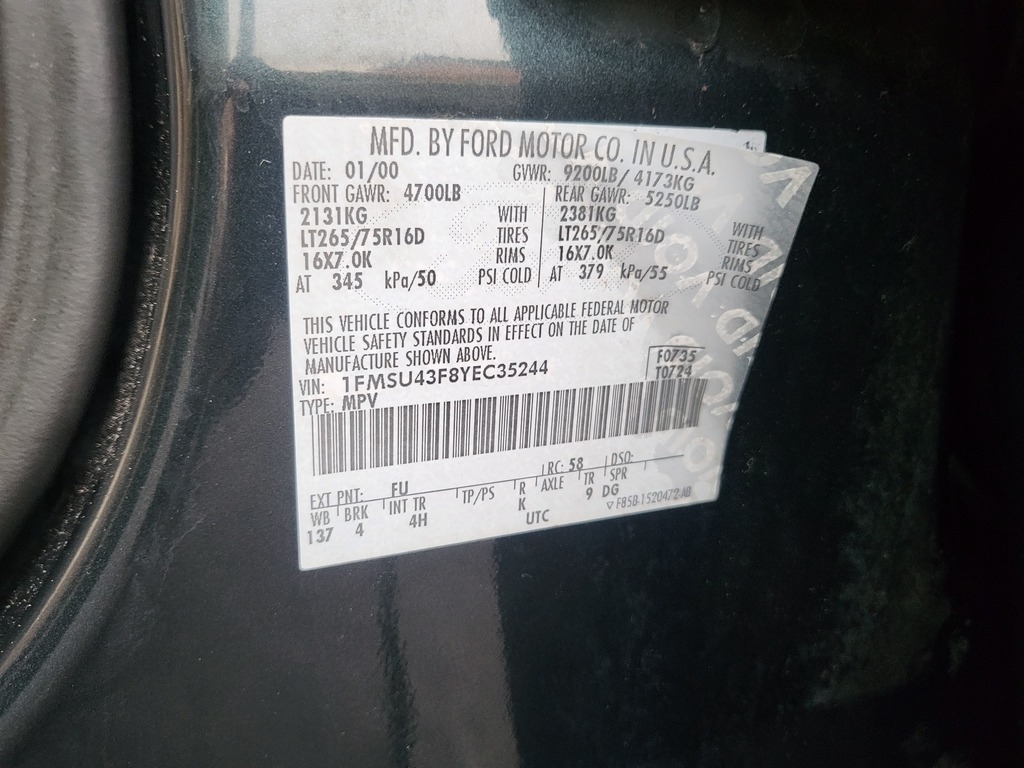 MFD. BY FORD MOTOR CO. IN U.S.A.
DATE: 01/00 GVWR: 9200LB/ 4173KG
FRONT GAWR: 4700LB REAR GAWR: 5250LB
2131KG WITH 2381KG WITH
LT265/75R16D TIRES LT265/75R16D TIRES
16X7.0K RIMS 16X7.0K RIMS
AT 345 kPa/50 PSI COLD AT 379 kPa/55 PSI COLD
THIS VEHICLE CONFORMS TO ALL APPLICABLE FEDERAL MOTOR
VEHICLE SAFETY STANDARDS IN EFFECT ON THE DATE OF
MANUFACTURE SHOWN ABOVE.
F0735
VIN: 1FMSU43F8YEC35244 T0724
TYPE: MPV
EXT PNT: FU RC: 58 DSO:
WB BRK INT TR TP/PS R AXLE TR SPR
137 4 4H K 9 DG
UTC ▽ F85B-1520472-AB